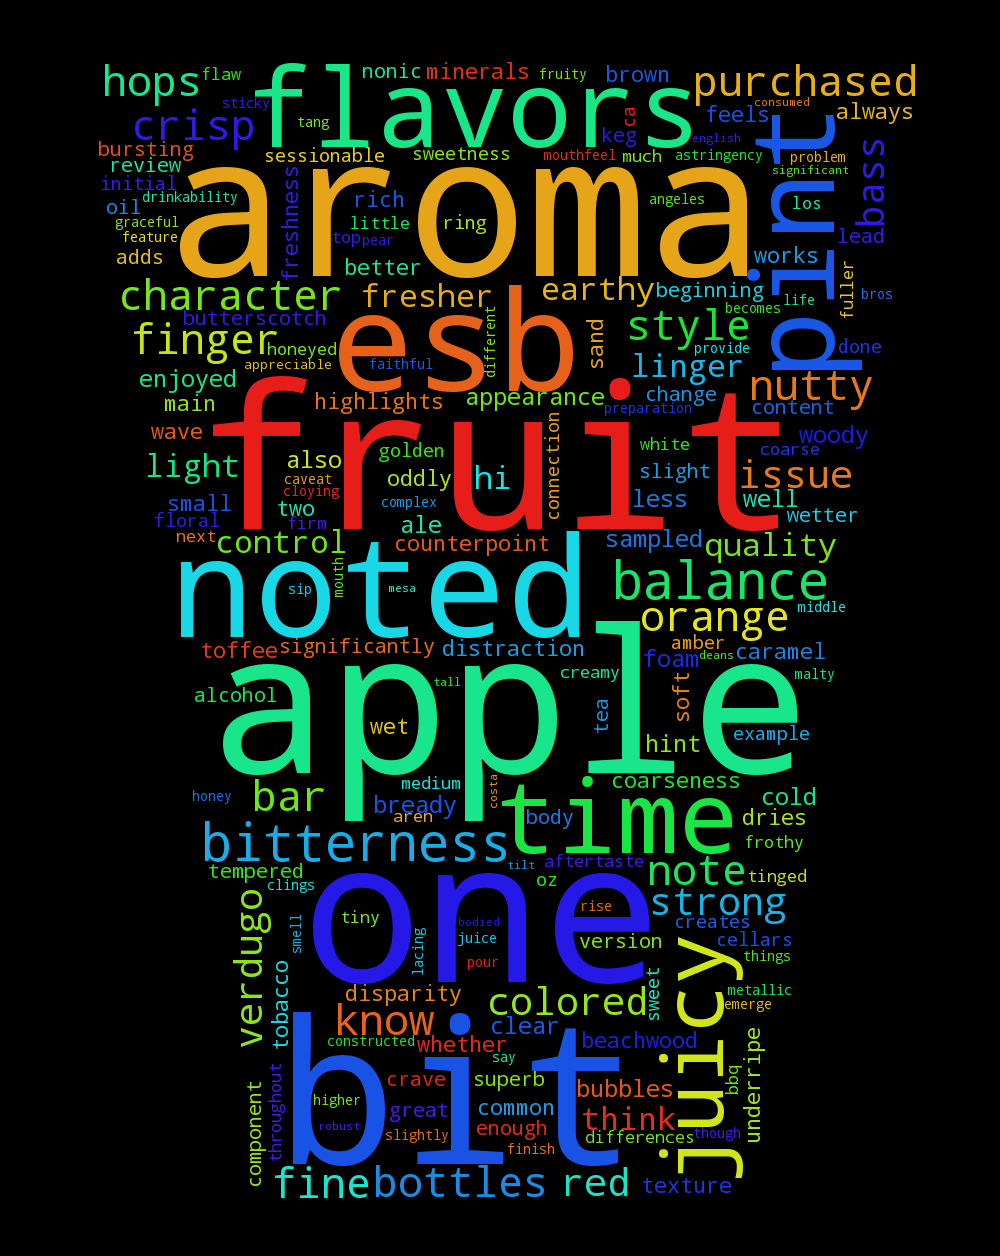 hops flaw flavors nonic minerals fruity brown purchased
sticky tang consumed
crisp ca feels always
keg english
bursting sessionable sweetness mouthfeel much astringency problem
review significant
initial drinkability aroma rich angeles los pint bass
oil freshness
graceful little ring
feature top pear lead
adds better works
character fresher earthy beginning fuller bros
esb becomes life
butterscotch different style
finger honeyed sand provide done
appreciable faithful linger
enjoyed change nutty
main highlights appearance preparation content
wave fruit connection white woody
golden coarse
light also oddly hi slight issue
caveat
cloying
small two complex less well
floral firm ale wetter
next control counterpoint sampled quality
noted
sip mouth mesa balance
orange middle
toffee significantly distraction amber caramel
foam deans
apple creamy malty
alcohol tall soft
wet tea example
hint
honey bar medium costa coarseness cold
bready time
aren body dries
bitterness frothy
tilt aftertaste note
tempered oz tinged
clings
one strong
verdugo tiny bodied rise creates
smell juice version cellars
lacing things
tobacco pour
disparity sweet metallic
colored emerge
know clear juicy
constructed whether beachwood
say underripe
component throughout bit crave superb bubbles bbq
higher great common think
robust enough though
slightly differences
finish
fine bottles red texture